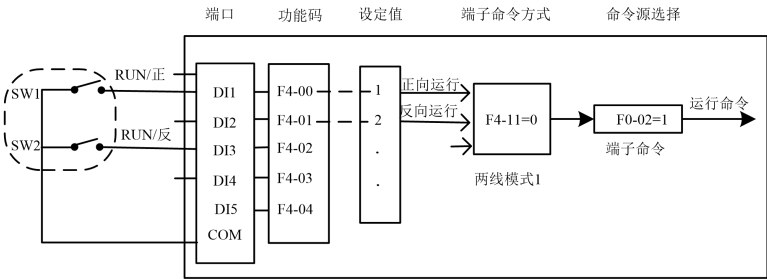 端口 功能码 设定值 端子命令方式 命令源选择
RUN/正
SW1 DI1 F4-00 1 正向运行
DI2 F4-01 2 反向运行 F4-11=0 F0-02=1 运行命令
RUN/反
SW2 DI3 F4-02 . 端子命令
DI4 F4-03 . 两线模式1
DI5 F4-04
COM